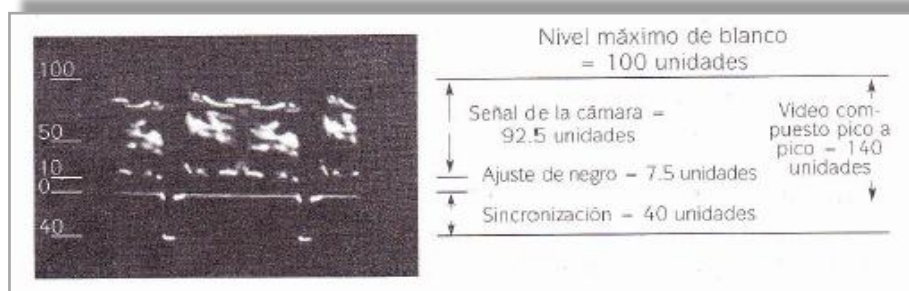 100
50
10
0
40
Nivel máximo de blanco
= 100 unidades
Señal de la cámara =
92.5 unidades
Ajuste de negro = 7.5 unidades
Sincronización = 40 unidades
Video com-
puesto pico a
pico = 140
unidades